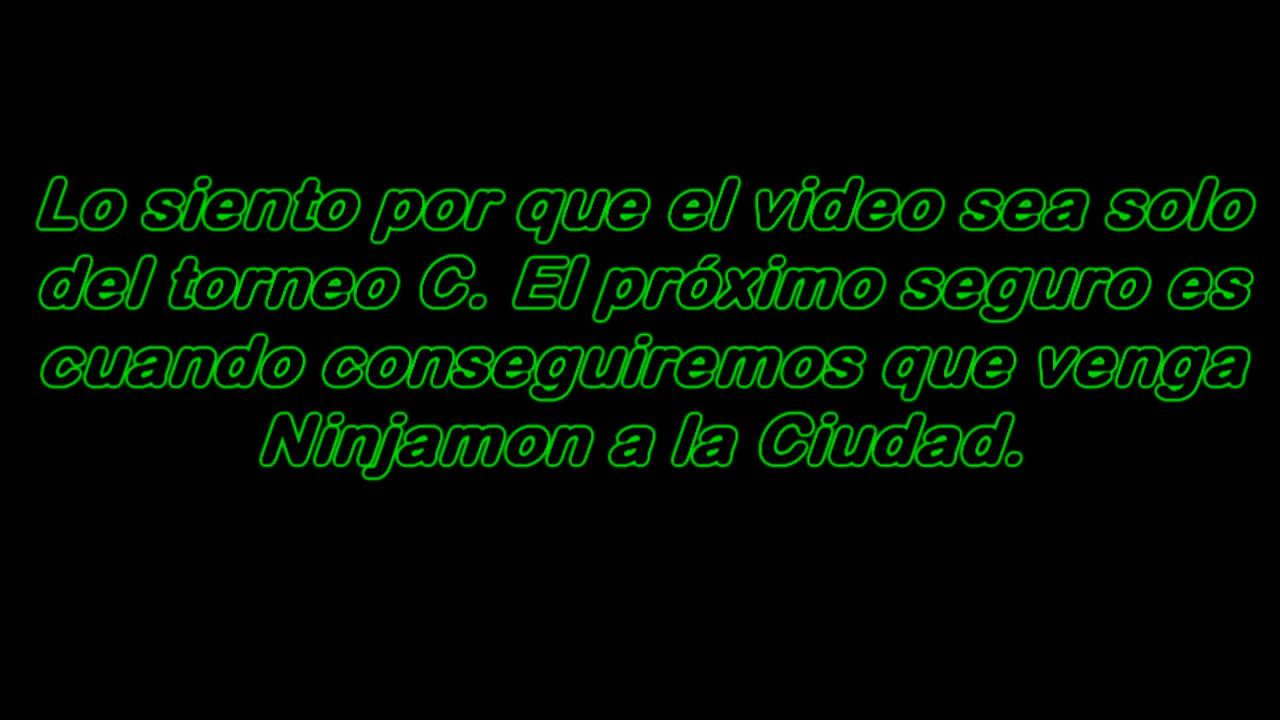 Lo siento por que el video sea solo
del torneo C. El próximo seguro es
cuando conseguiremos que venga
Ninjamon a la Ciudad.